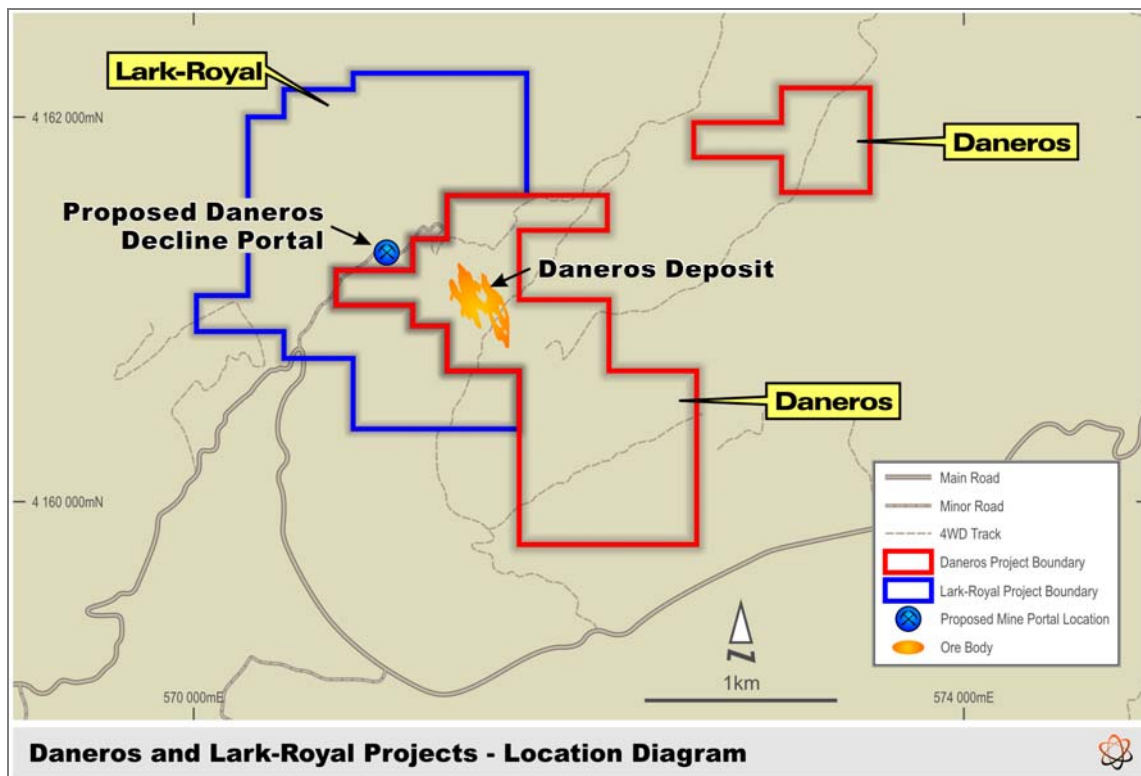 Lark-Royal
4 162 000mN
Daneros
Proposed Daneros
Decline Portal
Daneros Deposit
Daneros
4 160 000mN
Main Road
Minor Road
4WD Track
Daneros Project Boundary
Lark-Royal Project Boundary
Proposed Mine Portal Location
Ore Body
N
1km
570 000mE
574 000mE
Daneros and Lark-Royal Projects - Location Diagram